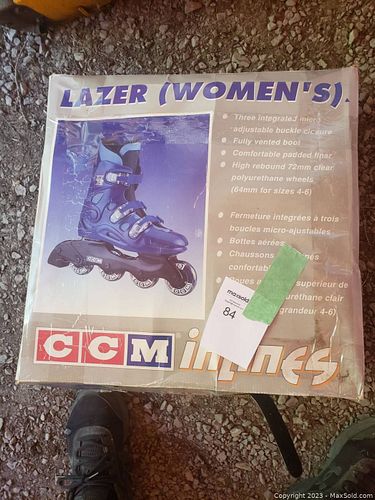 LAZER (WOMEN'S)
Three integrated micro
adjustable buckle closure
Fully vented boot
Comfortable padded liner
High rebound 72mm clear
polyurethane wheels
(64mm for sizes 4-6)
Fermeture integrées à trois
boucles micro-ajustables
Bottes aérées
Chaussons
confortab
supérieur de
uréthane clair
grandeur 4-6)
maxsold
84
CCM inlines
Copyright 2023 - MaxSold.com